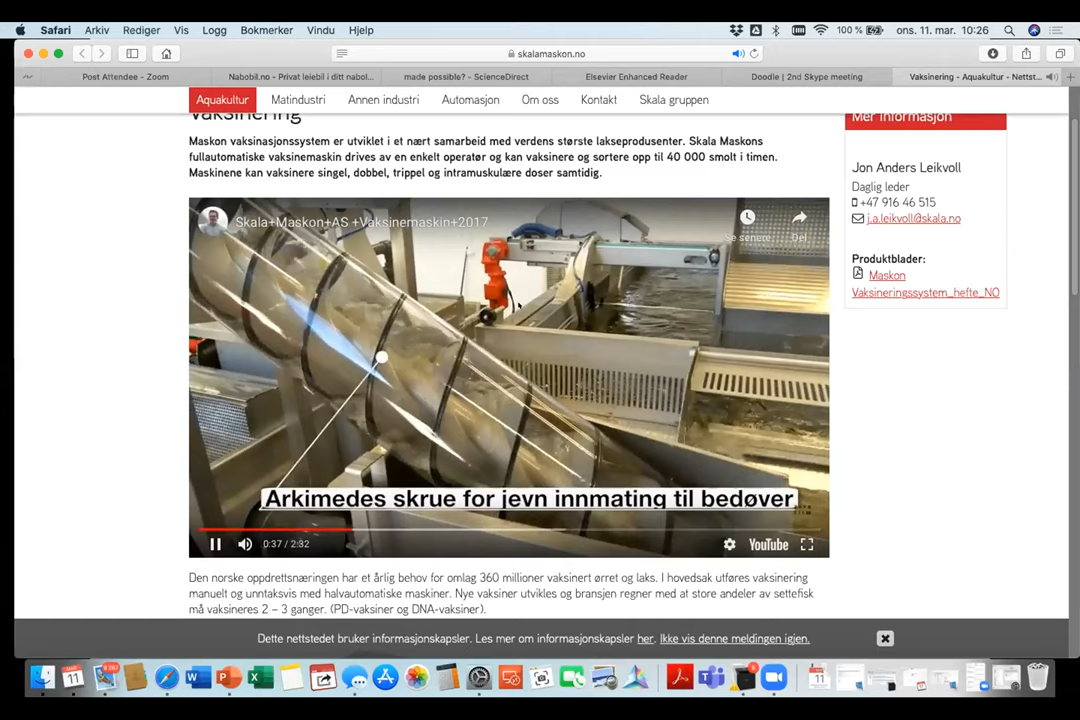 Safari Arkiv Rediger Vis Logg Bokmerker Vindu Hjelp 100 % ons. 11. mar. 10:26
skalamaskon.no
Post Attendee - Zoom Nabobil.no - Privat leiebil i ditt nabol... made possible? - ScienceDirect Elsevier Enhanced Reader Doodle | 2nd Skype meeting Vaksinering - Aquakultur - Nettst...
Aquakultur Matindustri Annen industri Automasjon Om oss Kontakt Skala gruppen
Vaksinering
Maskon vaksinasjonssystem er utviklet i et nært samarbeid med verdens største lakseprodusenter. Skala Maskons
fullautomatiske vaksinemaskin drives av en enkelt operatør og kan vaksinere og sortere opp til 40 000 smolt i timen.
Maskinene kan vaksinere singel, dobbel, trippel og intramuskulære doser samtidig.
Skala+Maskon+AS +Vaksinemaskin+2017
Se senere Del
Arkimedes skrue for jevn innmating til bedøver
0:37 / 2:32 YouTube
Mer informasjon
Jon Anders Leikvoll
Daglig leder
+47 916 46 515
j.a.leikvoll@skala.no
Produktblader:
Maskon
Vaksineringssystem_hefte_NO
Den norske oppdrettsnæringen har et årlig behov for omlag 360 millioner vaksinert ørret og laks. I hovedsak utføres vaksinering
manuelt og unntaksvis med halvautomatiske maskiner. Nye vaksiner utvikles og bransjen regner med at store andeler av settefisk
må vaksineres 2 – 3 ganger. (PD-vaksiner og DNA-vaksiner).
Dette nettstedet bruker informasjonskapsler. Les mer om informasjonskapsler her. Ikke vis denne meldingen igjen.